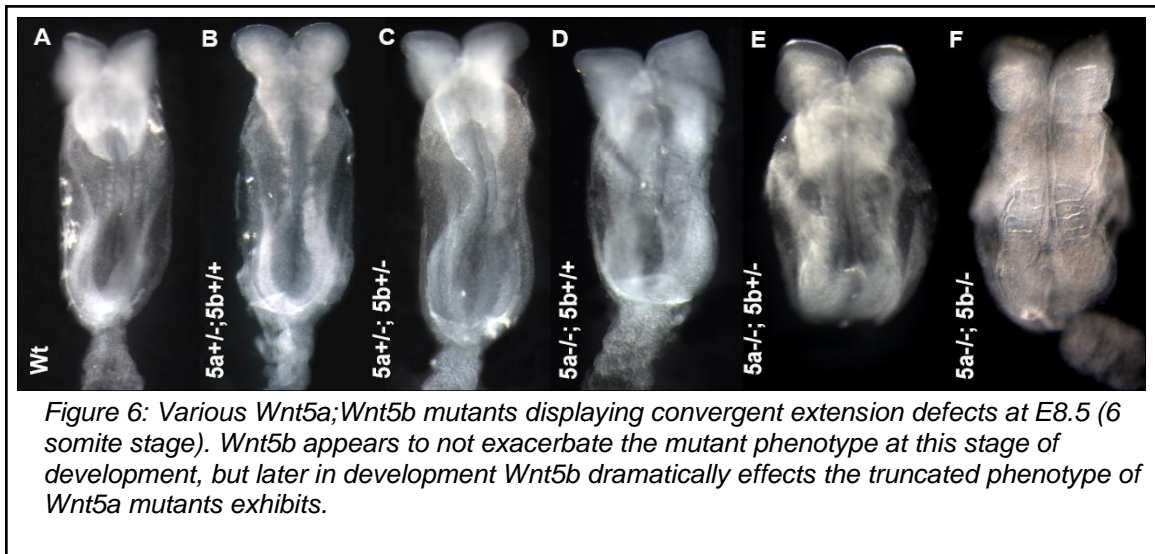 A B C D E F
Wt
5a+/-;5b+/+
5a+/-; 5b+/-
5a-/-; 5b+/+
5a-/-; 5b+/-
5a-/-; 5b-/-
Figure 6: Various Wnt5a;Wnt5b mutants displaying convergent extension defects at E8.5 (6
somite stage). Wnt5b appears to not exacerbate the mutant phenotype at this stage of
development, but later in development Wnt5b dramatically effects the truncated phenotype of
Wnt5a mutants exhibits.